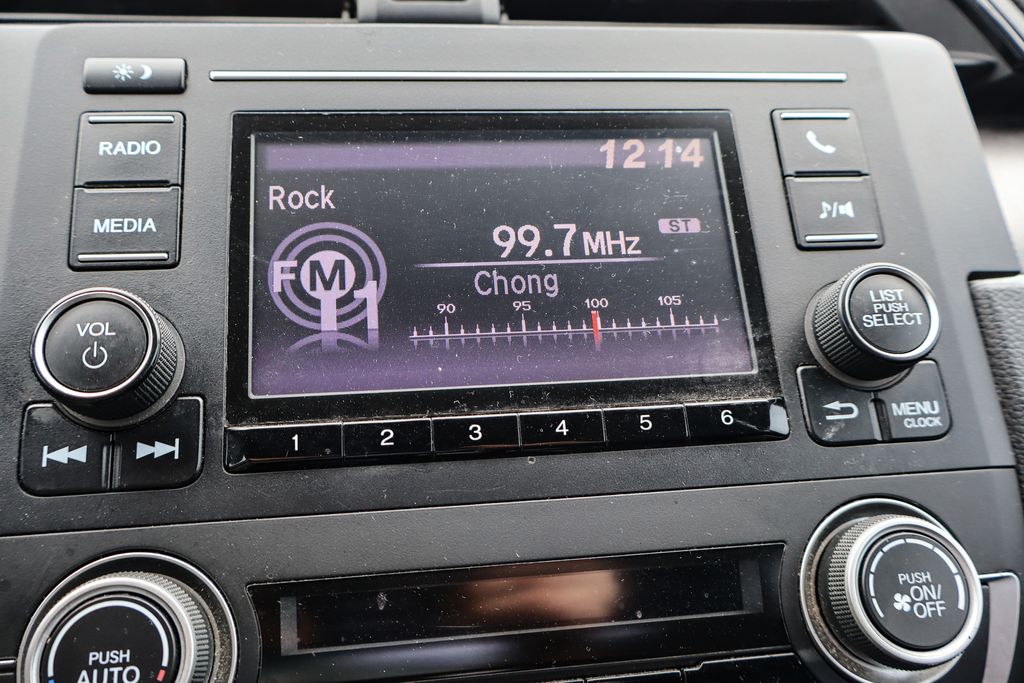 RADIO
MEDIA
12 14
Rock
99.7 MHz
ST
FM 1
Chong
90 95 100 105
VOL
LIST
PUSH
SELECT
1 2 3 4 5 6
MENU
CLOCK
PUSH
AUTO
PUSH
ON/
OFF